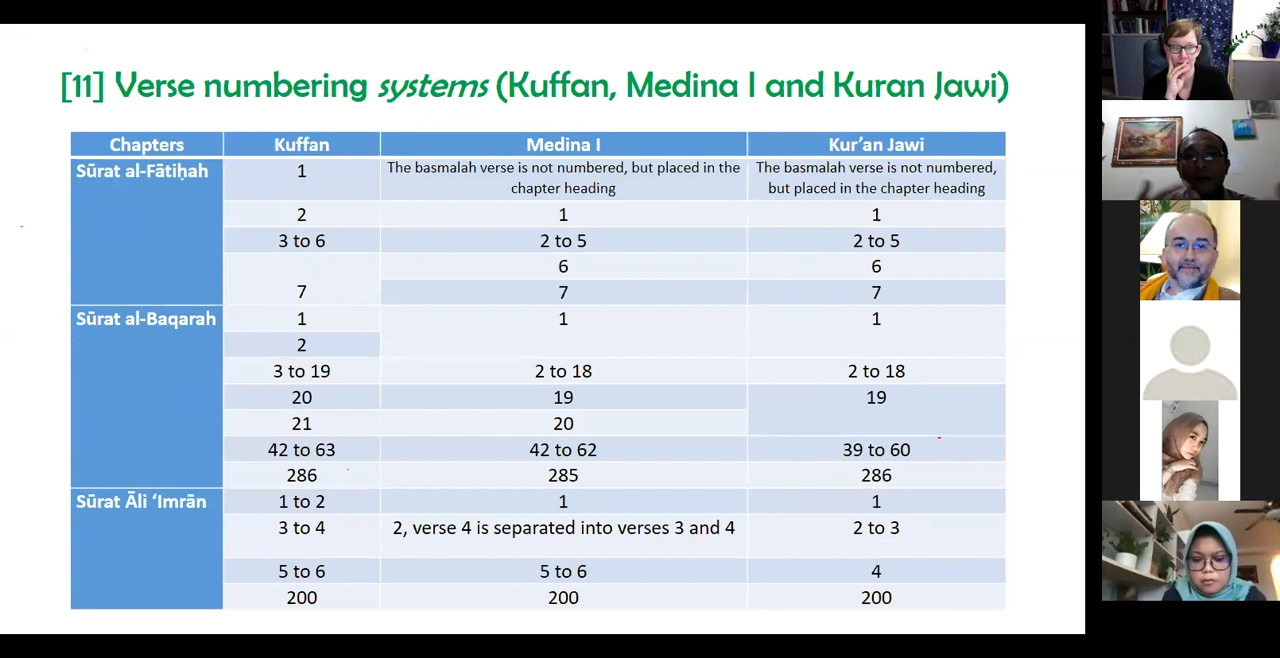 [11] Verse numbering systems (Kuffan, Medina I and Kuran Jawi)
Chapters Kuffan Medina I Kur'an Jawi
Sūrat al-Fātiḥah 1 The basmalah verse is not numbered, but placed in the chapter heading The basmalah verse is not numbered, but placed in the chapter heading
2 1 1
3 to 6 2 to 5 2 to 5
6 6
7 7 7
Sūrat al-Baqarah 1 1 1
2
3 to 19 2 to 18 2 to 18
20 19 19
21 20
42 to 63 42 to 62 39 to 60
286 285 286
Sūrat Āli ‘Imrān 1 to 2 1 1
3 to 4 2, verse 4 is separated into verses 3 and 4 2 to 3
5 to 6 5 to 6 4
200 200 200